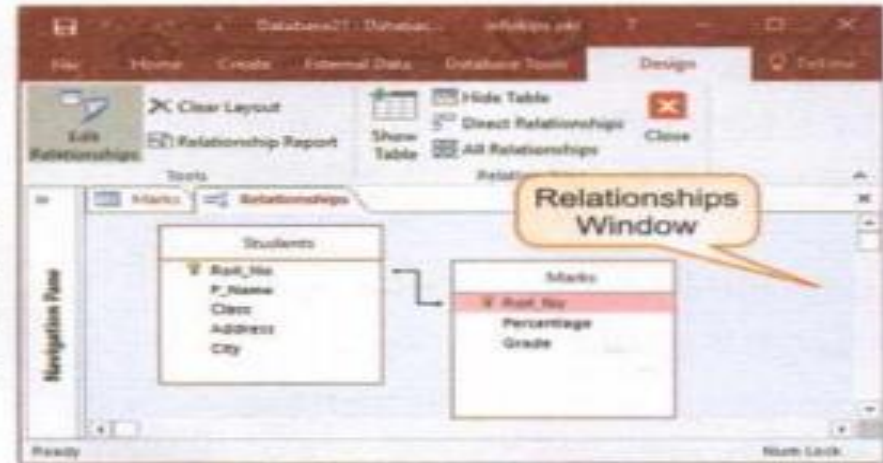 Database21 : Databas...
File Home Create External Data Database Tools Design Tell me
Edit Relationships
Clear Layout
Relationship Report
Tools
Show Table
Hide Table
Direct Relationships
All Relationships
Close
Marks Relationships
Relationships
Window
Navigation Pane
Students
Roll_No
F_Name
Class
Address
City
Marks
Roll_No
Percentage
Grade
Ready
Num Lock